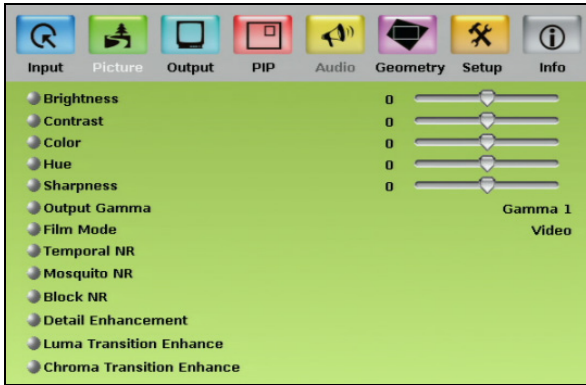 Input Picture Output PIP Audio Geometry Setup Info
Brightness 0
Contrast 0
Color 0
Hue 0
Sharpness 0
Output Gamma Gamma 1
Film Mode Video
Temporal NR
Mosquito NR
Block NR
Detail Enhancement
Luma Transition Enhance
Chroma Transition Enhance